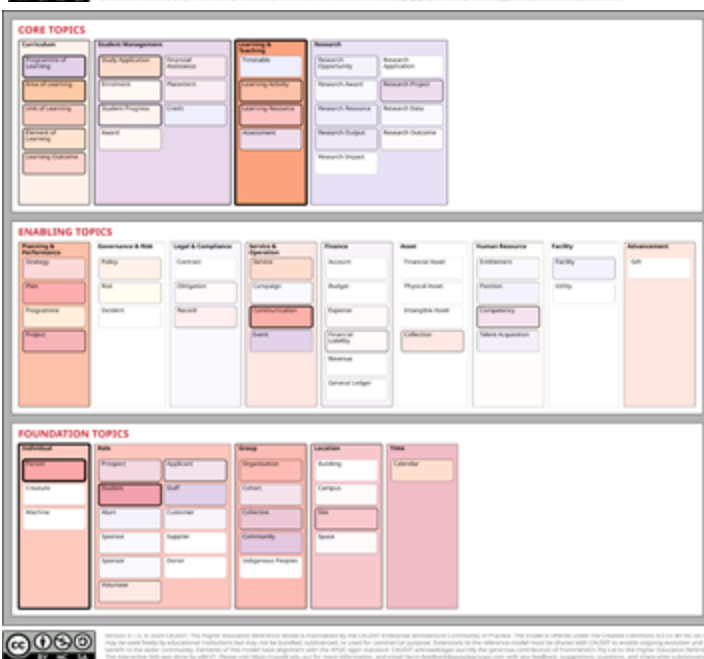 CORE TOPICS
Curriculum
Student Management
Learning &
Teaching
Research
Programme of
Learning
Study Application
Financial
Assistance
Timetable
Research
Opportunity
Research
Application
Area of Learning
Enrolment
Placement
Learning Activity
Research Award
Research Project
Unit of Learning
Student Progress
Credit
Learning Resource
Research Resource
Research Data
Element of
Learning
Award
Assessment
Research Output
Research Outcome
Learning Outcome
Research Impact
ENABLING TOPICS
Planning &
Performance
Governance & Risk
Legal & Compliance
Service &
Operation
Finance
Asset
Human Resource
Facility
Advancement
Strategy
Policy
Contract
Service
Account
Financial Asset
Entitlement
Facility
Gift
Plan
Risk
Obligation
Campaign
Budget
Physical Asset
Position
Utility
Programme
Incident
Record
Communication
Expense
Intangible Asset
Competency
Project
Event
Financial
Liability
Collection
Talent Acquisition
Revenue
General Ledger
FOUNDATION TOPICS
Individual
Role
Group
Location
Time
Person
Prospect
Applicant
Organisation
Building
Calendar
Creature
Student
Staff
Cohort
Campus
Machine
Alum
Customer
Collective
Site
Sponsor
Supplier
Community
Space
Sponsor
Donor
Indigenous Peoples
Volunteer
BY NC SA